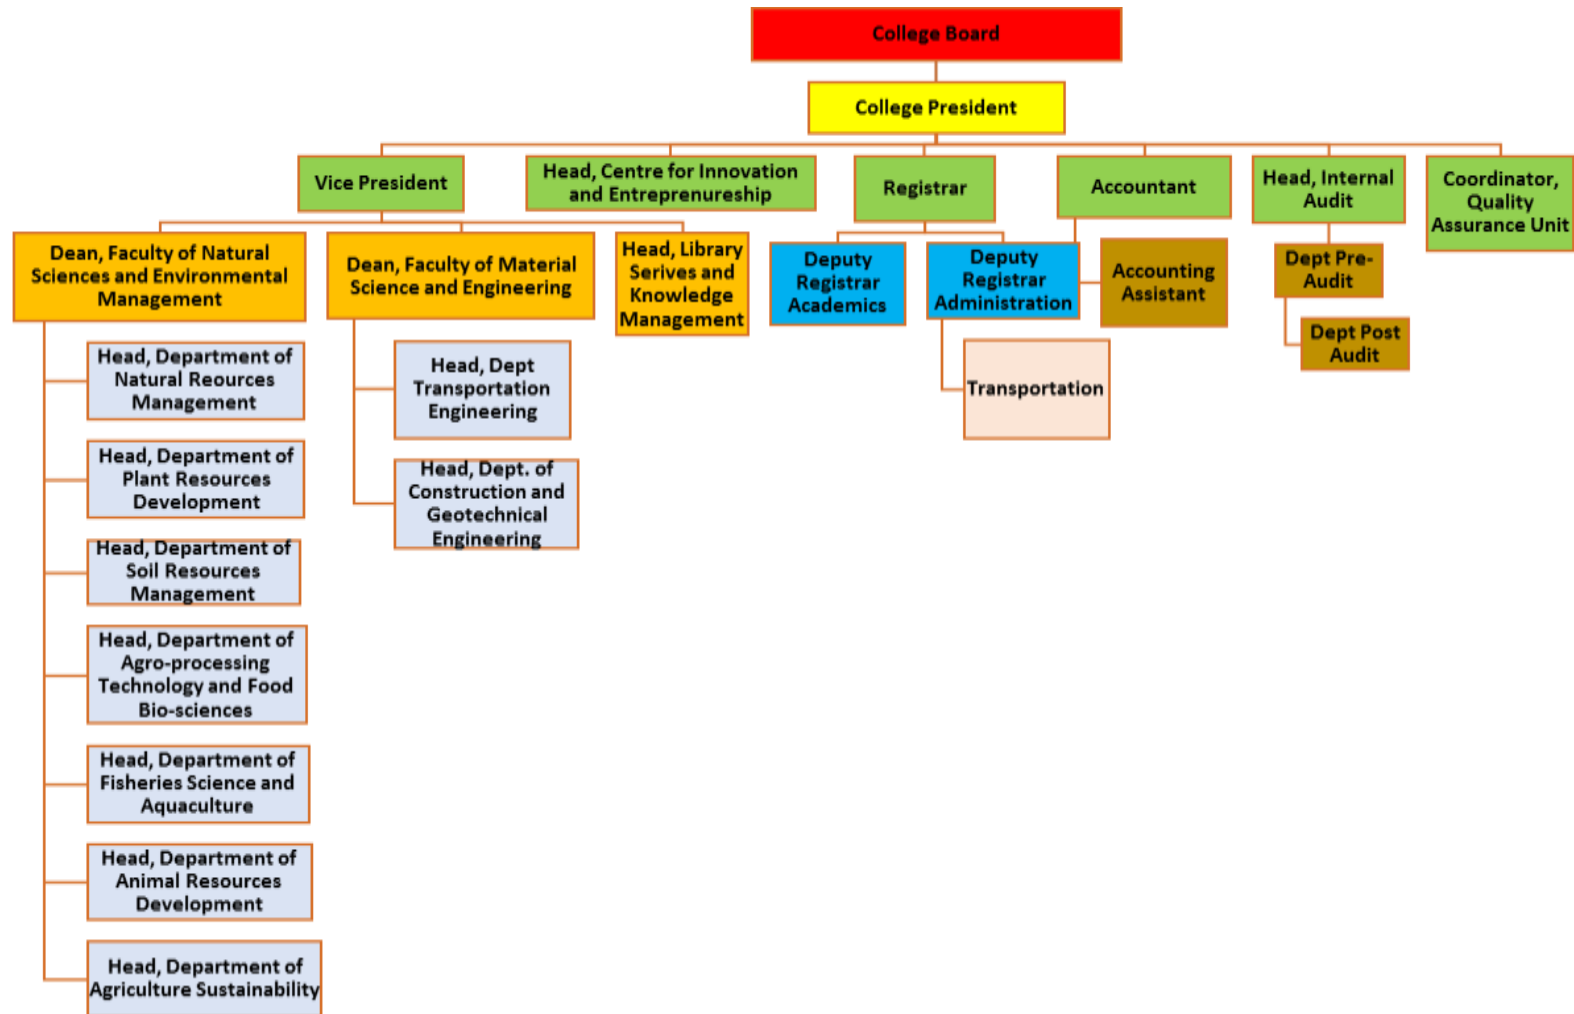 College Board
College President
Vice President
Head, Centre for Innovation
and Entreprenureship
Registrar
Accountant
Head, Internal
Audit
Coordinator,
Quality
Assurance Unit
Dean, Faculty of Natural
Sciences and Environmental
Management
Dean, Faculty of Material
Science and Engineering
Head, Library
Serives and
Knowledge
Management
Deputy
Registrar
Academics
Deputy
Registrar
Administration
Accounting
Assistant
Dept Pre-
Audit
Dept Post
Audit
Head, Department of
Natural Reources
Management
Head, Dept
Transportation
Engineering
Transportation
Head, Department of
Plant Resources
Development
Head, Dept. of
Construction and
Geotechnical
Engineering
Head, Department of
Soil Resources
Management
Head, Department of
Agro-processing
Technology and Food
Bio-sciences
Head, Department of
Fisheries Science and
Aquaculture
Head, Department of
Animal Resources
Development
Head, Department of
Agriculture Sustainability